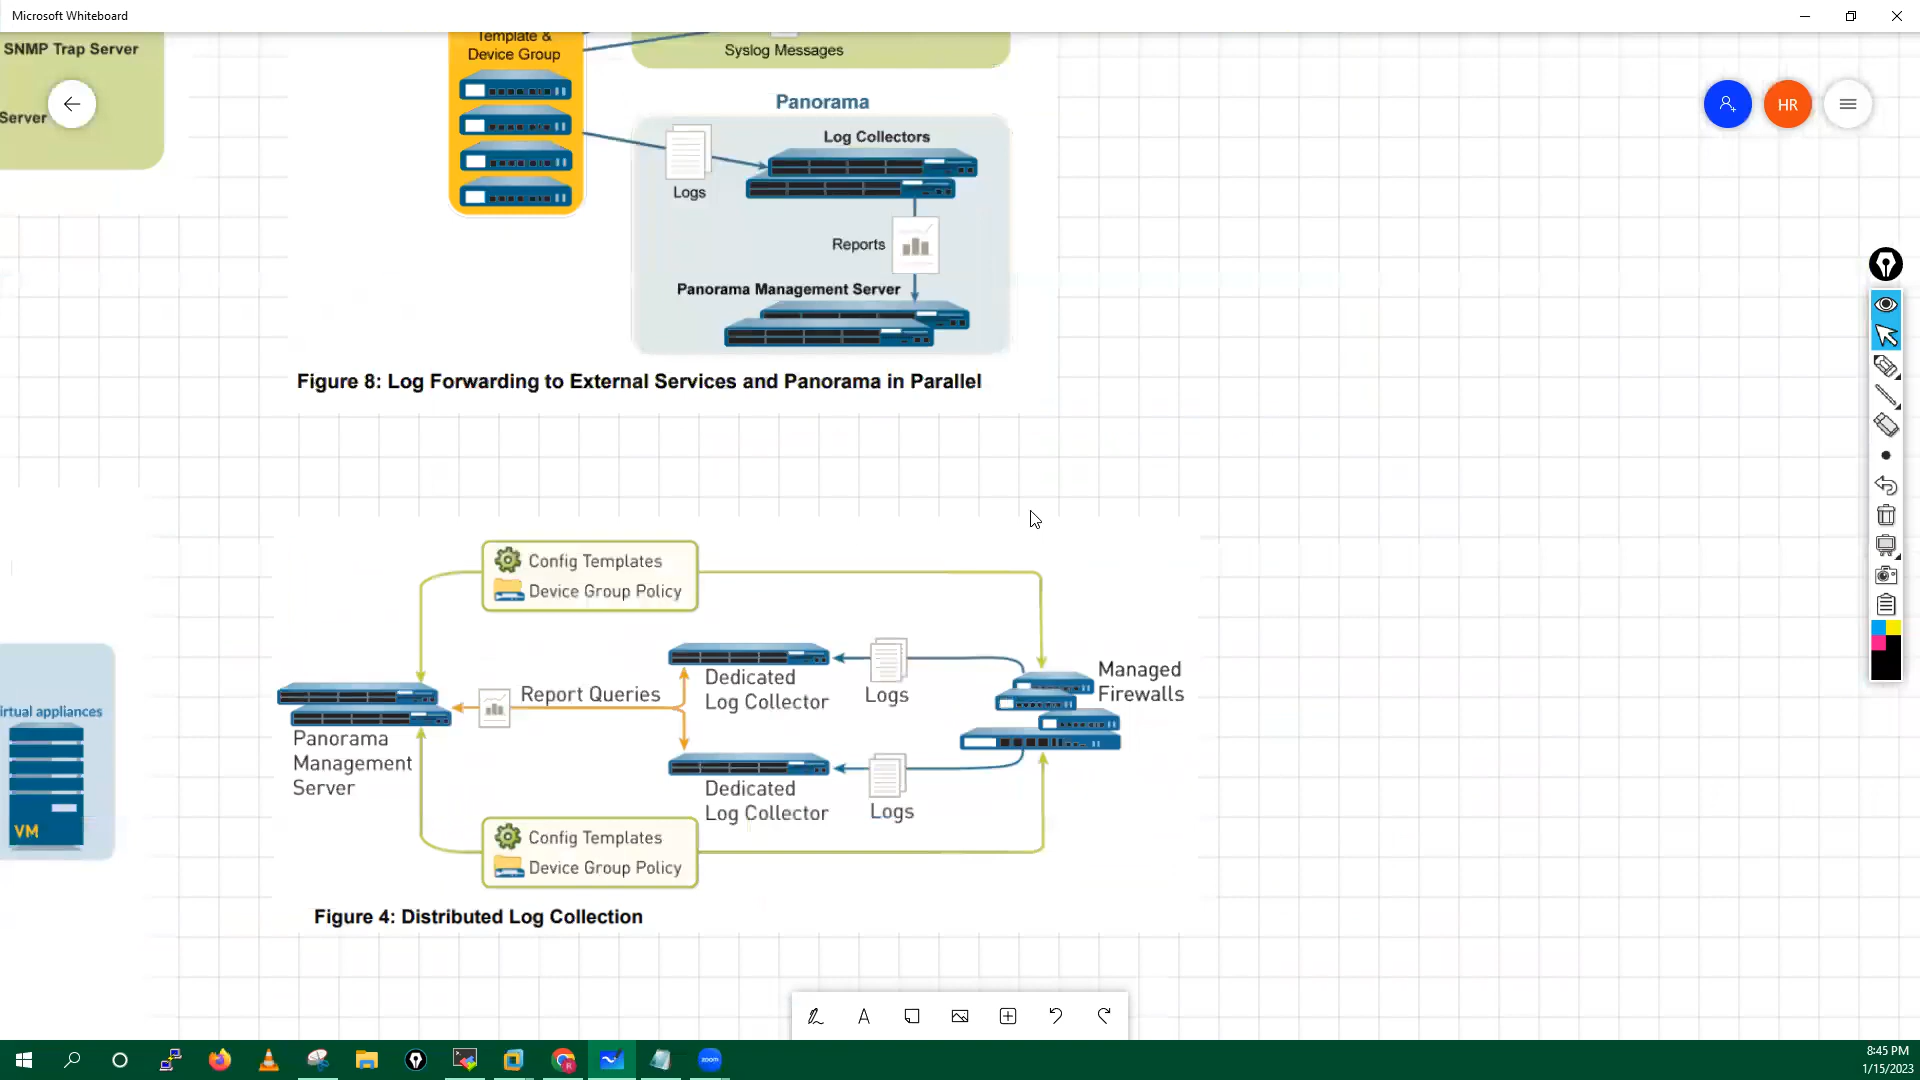 Microsoft Whiteboard
SNMP Trap Server
Server
Template &
Device Group
Syslog Messages
Panorama
Log Collectors
Logs
Reports
Panorama Management Server
Figure 8: Log Forwarding to External Services and Panorama in Parallel
HR
Config Templates
Device Group Policy
Dedicated
Log Collector
Logs
Managed
Firewalls
Report Queries
Panorama
Management
Server
Dedicated
Log Collector
Logs
Config Templates
Device Group Policy
Figure 4: Distributed Log Collection
irtual appliances
VM
zoom
8:45 PM
1/15/2023